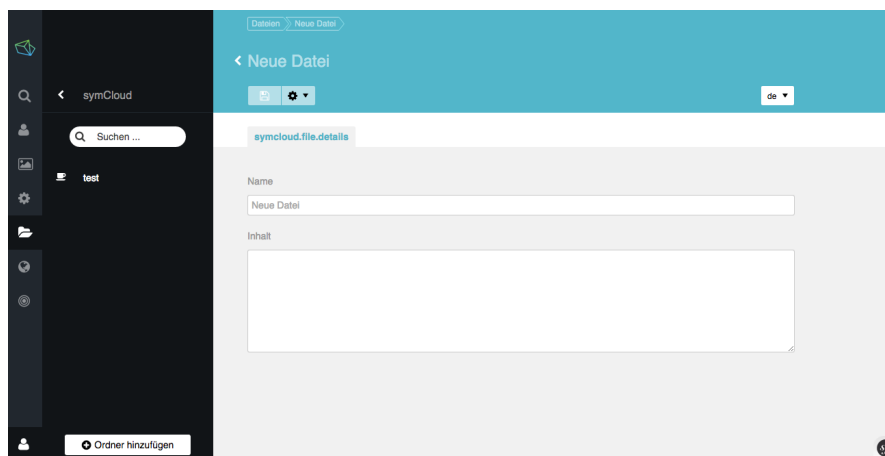 Dateien Neue Datei
Neue Datei
symCloud
de
Suchen ...
symcloud.file.details
test
Name
Neue Datei
Inhalt
Ordner hinzufügen